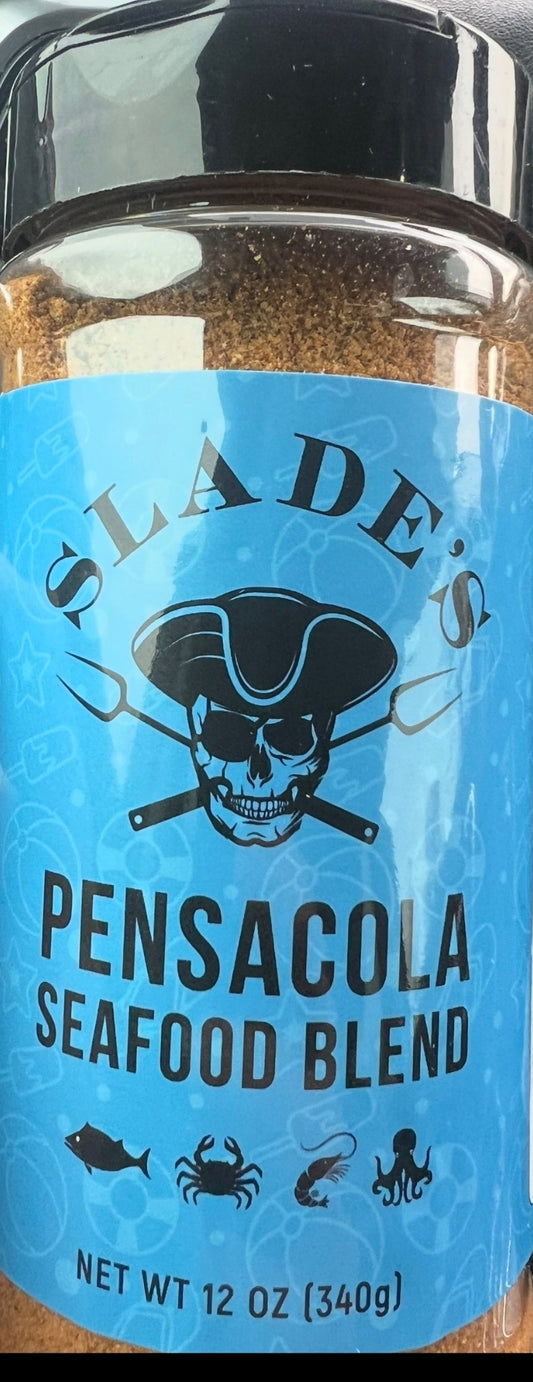 SLADE'S
PENSACOLA
SEAFOOD BLEND
NET WT 12 OZ (340g)